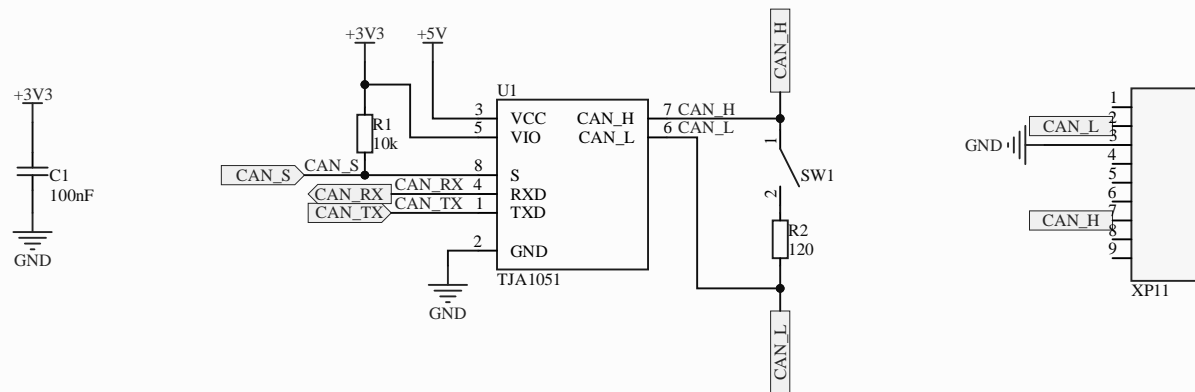 +3V3
C1
100nF
GND
+3V3
+5V
R1
10k
CAN_S
CAN_S
CAN_RX
CAN_RX
CAN_TX
CAN_TX
U1
3 VCC
5 VIO
8 S
4 RXD
1 TXD
2 GND
CAN_H 7 CAN_H
CAN_L 6 CAN_L
TJA1051
GND
CAN_H
1
SW1
2
R2
120
CAN_L
1
CAN_L 2
GND 3
4
5
6
CAN_H 7
8
9
XP11